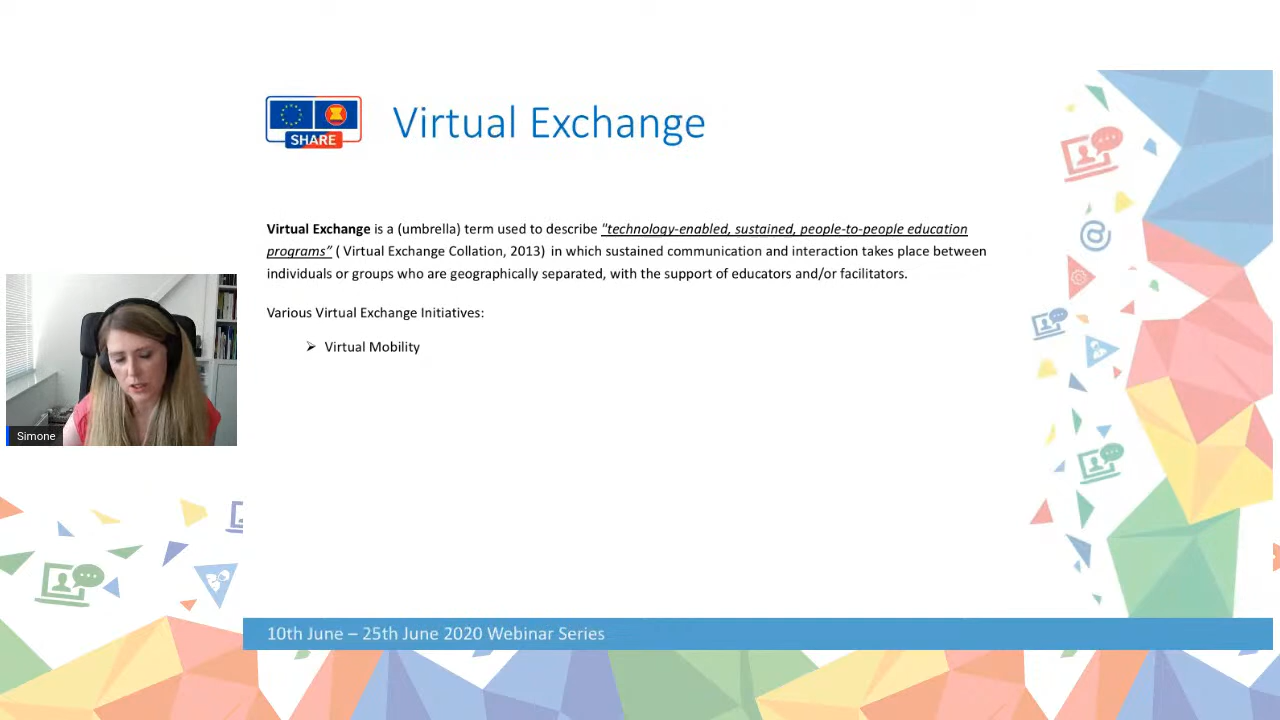 SHARE
Virtual Exchange
Virtual Exchange is a (umbrella) term used to describe "technology-enabled, sustained, people-to-people education
programs" ( Virtual Exchange Collation, 2013) in which sustained communication and interaction takes place between
individuals or groups who are geographically separated, with the support of educators and/or facilitators.
Various Virtual Exchange Initiatives:
➢ Virtual Mobility
Simone
10th June – 25th June 2020 Webinar Series